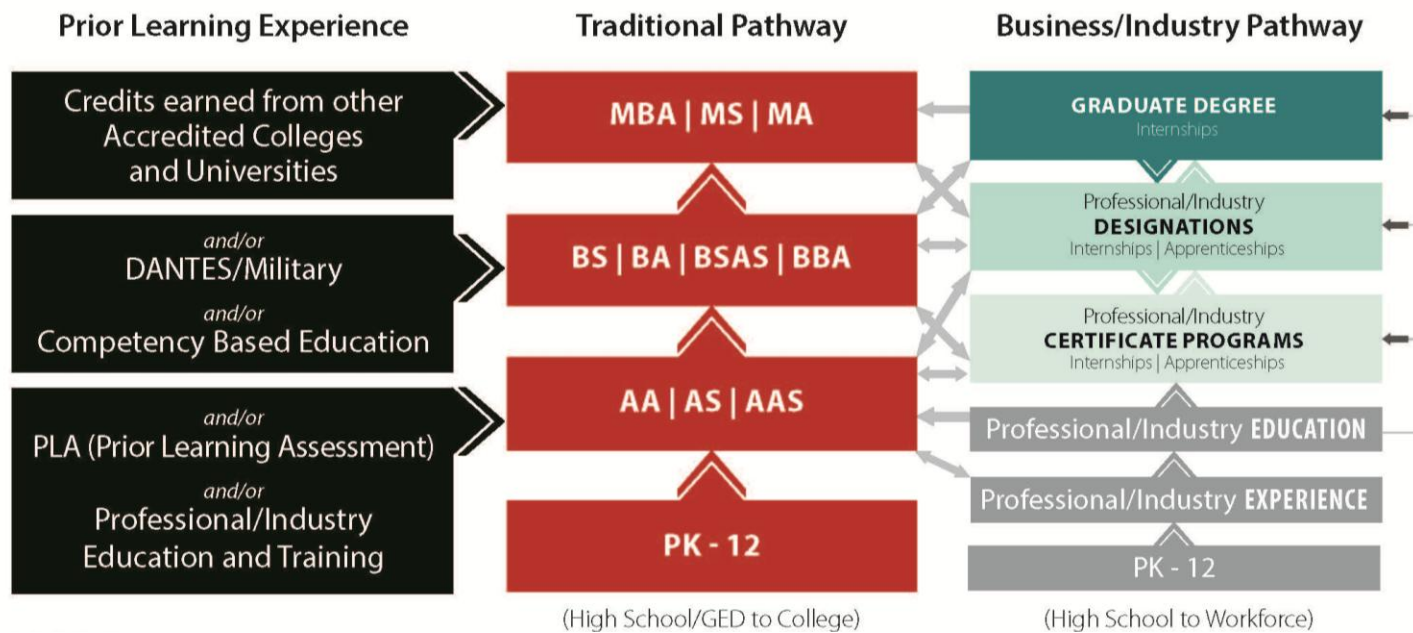 Prior Learning Experience
Credits earned from other
Accredited Colleges
and Universities
and/or
DANTES/Military
and/or
Competency Based Education
and/or
PLA (Prior Learning Assessment)
and/or
Professional/Industry
Education and Training
Traditional Pathway
MBA | MS | MA
BS | BA | BSAS | BBA
AA | AS | AAS
PK - 12
(High School/GED to College)
Business/Industry Pathway
GRADUATE DEGREE
Internships
Professional/Industry
DESIGNATIONS
Internships | Apprenticeships
Professional/Industry
CERTIFICATE PROGRAMS
Internships | Apprenticeships
Professional/Industry EDUCATION
Professional/Industry EXPERIENCE
PK - 12
(High School to Workforce)